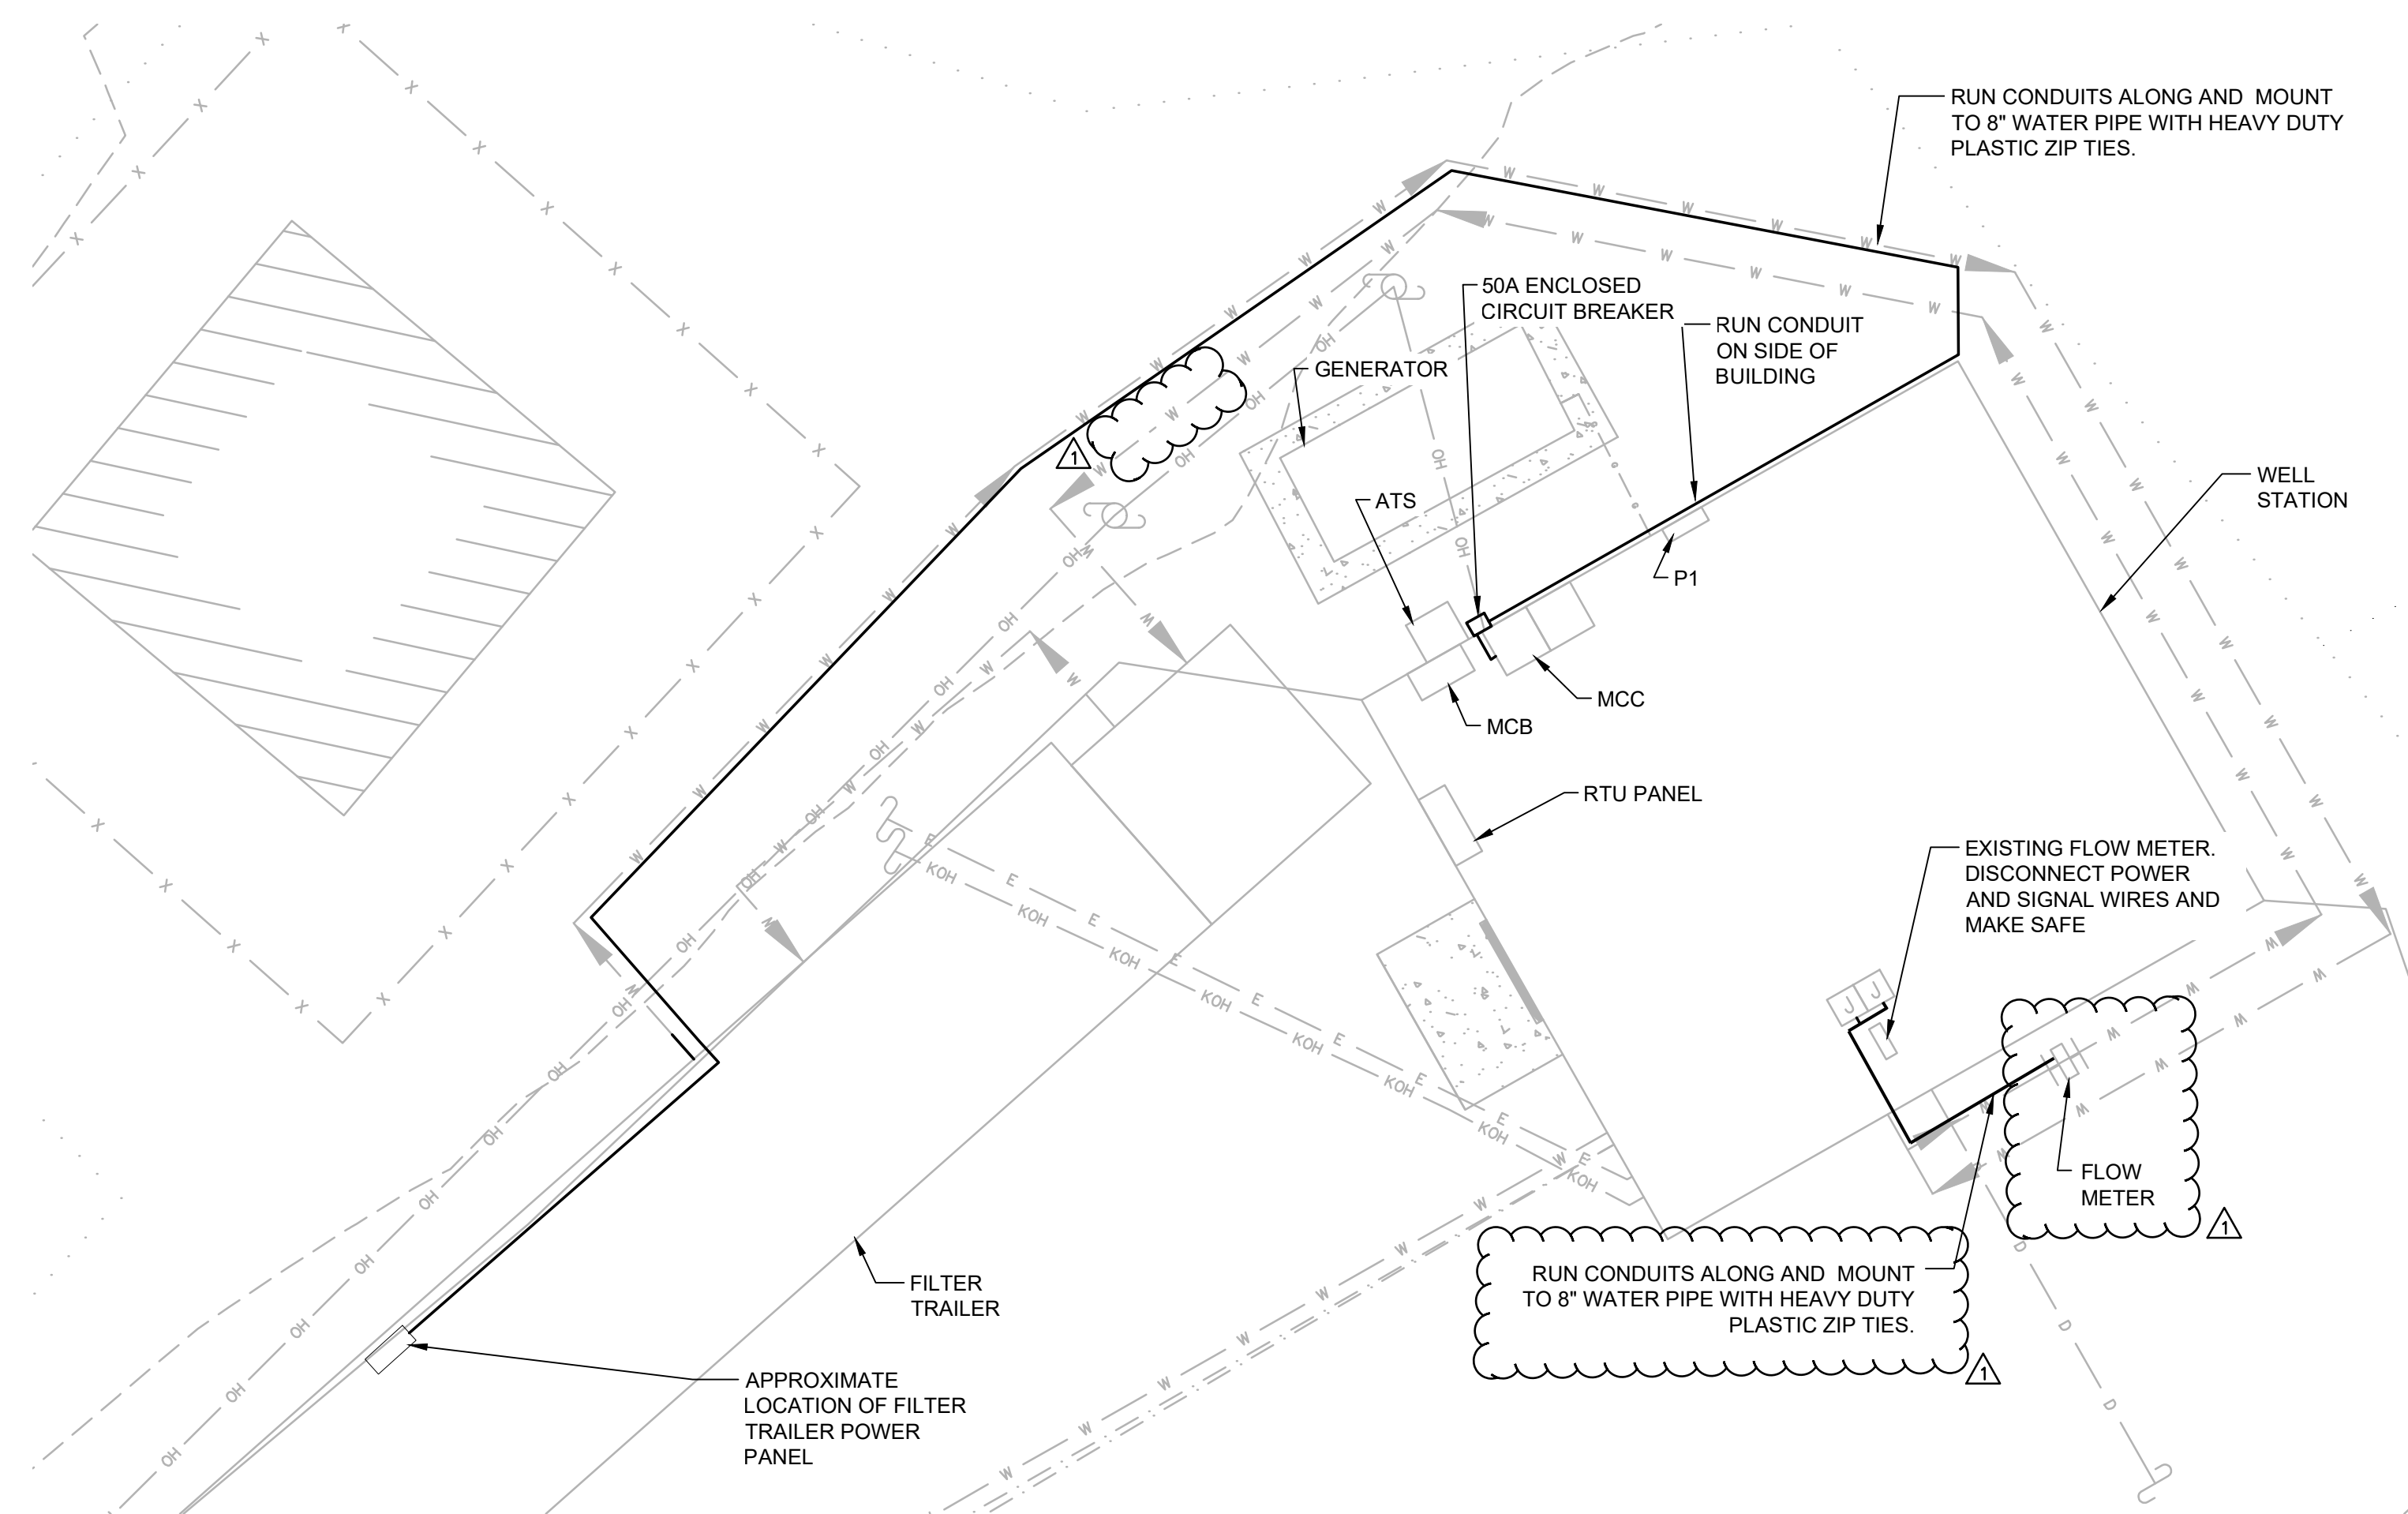 RUN CONDUITS ALONG AND MOUNT
TO 8" WATER PIPE WITH HEAVY DUTY
PLASTIC ZIP TIES.
50A ENCLOSED
CIRCUIT BREAKER
RUN CONDUIT
ON SIDE OF
BUILDING
GENERATOR
1
ATS
WELL
STATION
P1
MCC
MCB
RTU PANEL
EXISTING FLOW METER.
DISCONNECT POWER
AND SIGNAL WIRES AND
MAKE SAFE
J J
FLOW
METER
1
RUN CONDUITS ALONG AND MOUNT
TO 8" WATER PIPE WITH HEAVY DUTY
PLASTIC ZIP TIES.
1
FILTER
TRAILER
APPROXIMATE
LOCATION OF FILTER
TRAILER POWER
PANEL
X
W
OH
E
KOH
D